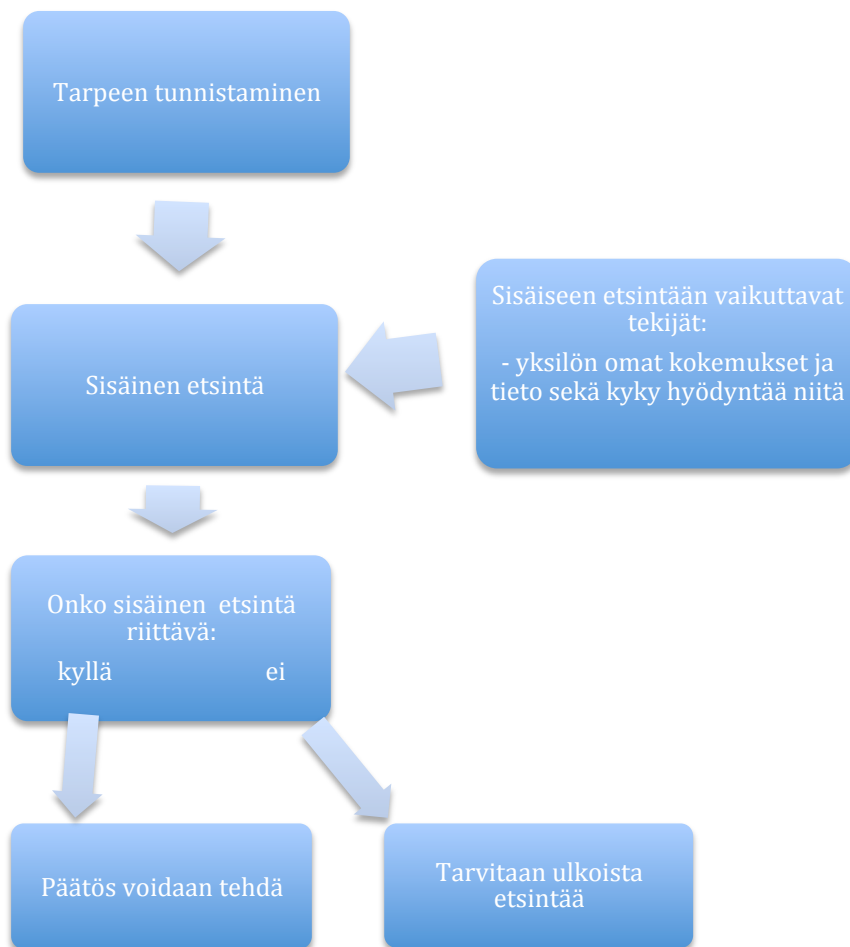 Tarpeen tunnistaminen
Sisäiseen etsintään vaikuttavat
tekijät:
- yksilön omat kokemukset ja
tieto sekä kyky hyödyntää niitä
Sisäinen etsintä
Onko sisäinen  etsintä
riittävä:
kyllä ei
Päätös voidaan tehdä
Tarvitaan ulkoista
etsintää